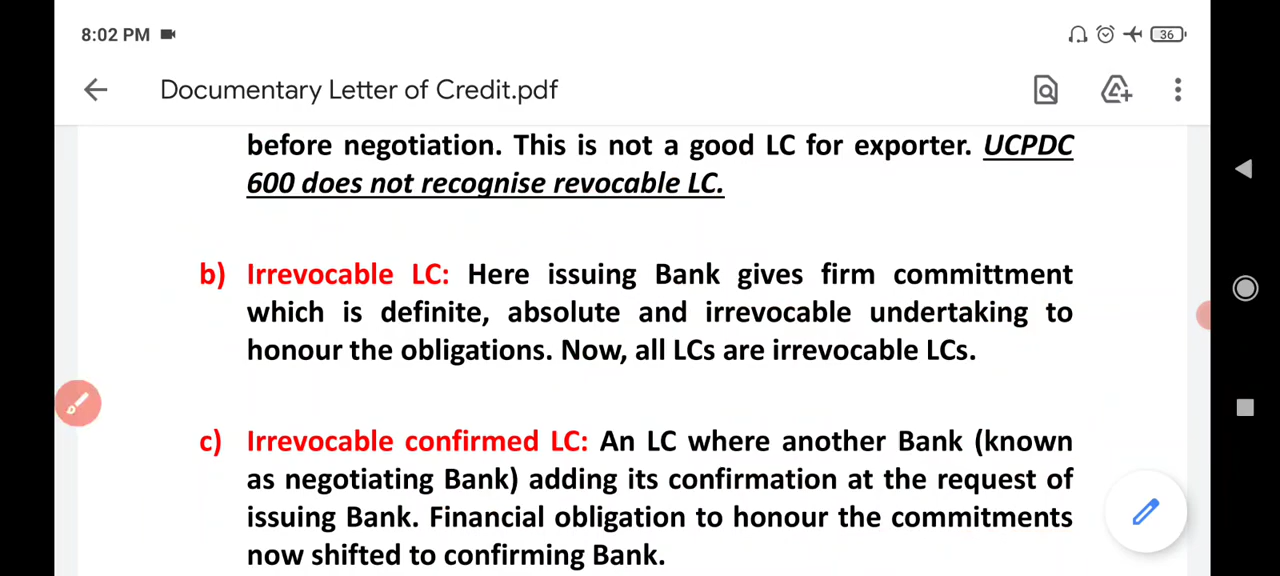 8:02 PM
36
Documentary Letter of Credit.pdf
before negotiation. This is not a good LC for exporter. UCPDC
600 does not recognise revocable LC.
b) Irrevocable LC: Here issuing Bank gives firm committment
which is definite, absolute and irrevocable undertaking to
honour the obligations. Now, all LCs are irrevocable LCs.
c) Irrevocable confirmed LC: An LC where another Bank (known
as negotiating Bank) adding its confirmation at the request of
issuing Bank. Financial obligation to honour the commitments
now shifted to confirming Bank.